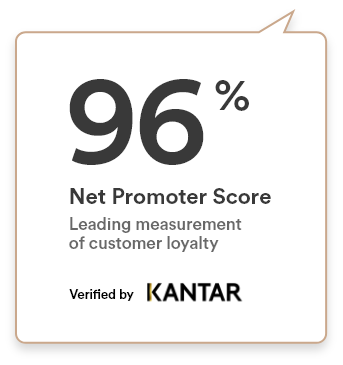 96%
Net Promoter Score
Leading measurement
of customer loyalty
Verified by KANTAR